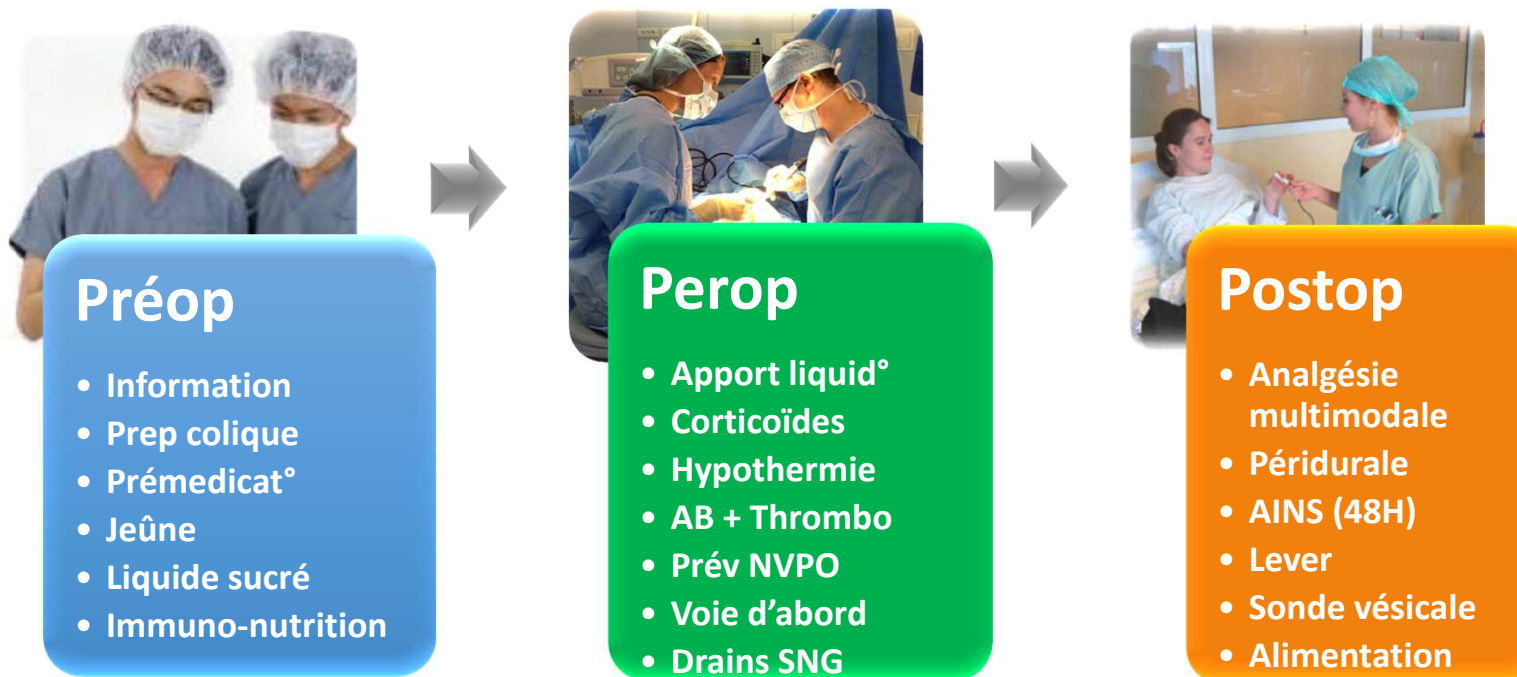 Préop
• Information
• Prep colique
• Prémedicat°
• Jeûne
• Liquide sucré
• Immuno-nutrition
Perop
• Apport liquid°
• Corticoïdes
• Hypothermie
• AB + Thrombo
• Prév NVPO
• Voie d’abord
• Drains SNG
Postop
• Analgésie
multimodale
• Péridurale
• AINS (48H)
• Lever
• Sonde vésicale
• Alimentation